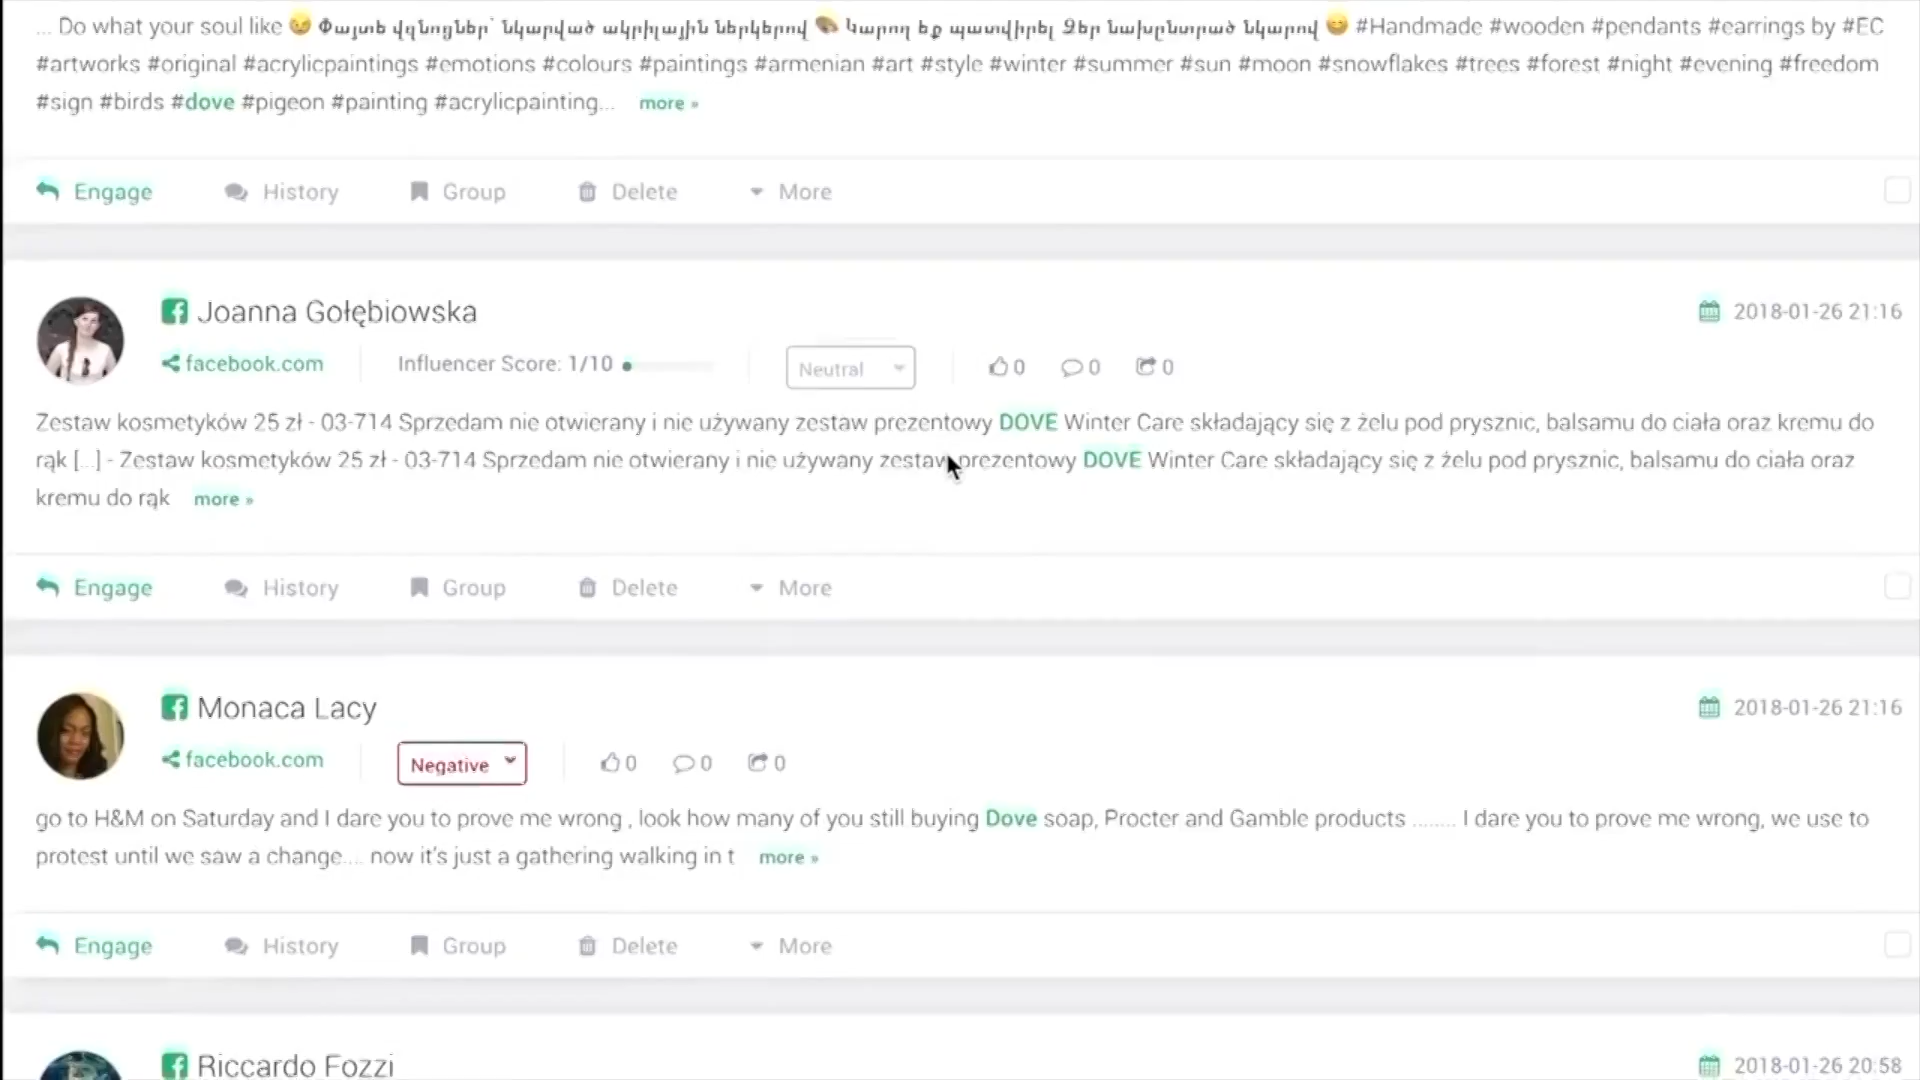 ... Do what your soul like 😉 Փայտե վզնոցներ՝ նկարված ակրիլային ներկերով 🎨 Կարող եք պատվիրել Ձեր նախընտրած նկարով 😊 #Handmade #wooden #pendants #earrings by #EC
#artworks #original #acrylicpaintings #emotions #colours #paintings #armenian #art #style #winter #summer #sun #moon #snowflakes #trees #forest #night #evening #freedom
#sign #birds #dove #pigeon #painting #acrylicpainting... more »
Engage History Group Delete More
Joanna Gołębiowska 2018-01-26 21:16
facebook.com Influencer Score: 1/10 Neutral 0 0 0
Zestaw kosmetyków 25 zł - 03-714 Sprzedam nie otwierany i nie używany zestaw prezentowy DOVE Winter Care składający się z żelu pod prysznic, balsamu do ciała oraz kremu do
rąk [...] - Zestaw kosmetyków 25 zł - 03-714 Sprzedam nie otwierany i nie używany zestaw prezentowy DOVE Winter Care składający się z żelu pod prysznic, balsamu do ciała oraz
kremu do rąk more »
Engage History Group Delete More
Monaca Lacy 2018-01-26 21:16
facebook.com Negative 0 0 0
go to H&M on Saturday and I dare you to prove me wrong , look how many of you still buying Dove soap, Procter and Gamble products ........ I dare you to prove me wrong, we use to
protest until we saw a change.... now it's just a gathering walking in t more »
Engage History Group Delete More
Riccardo Fozzi 2018-01-26 20:58